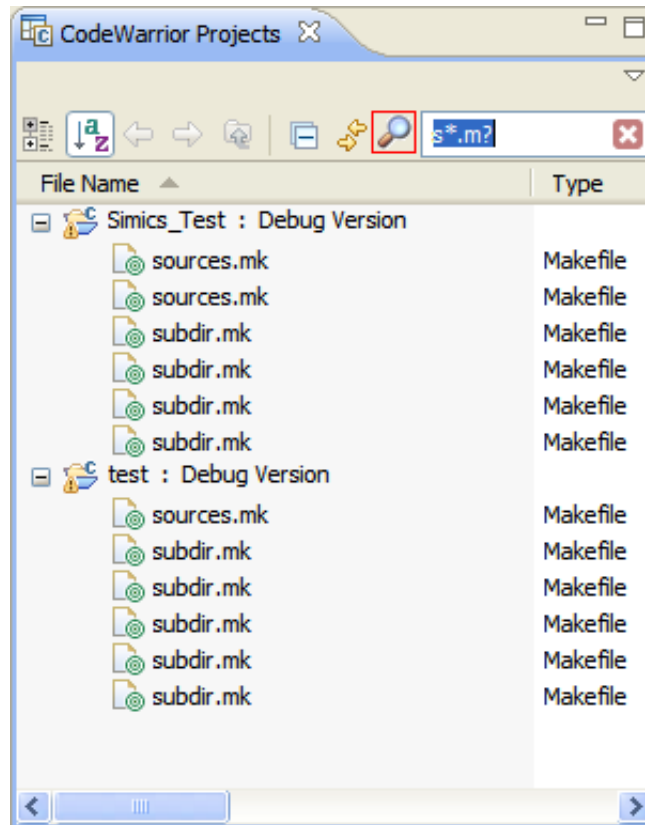 CodeWarrior Projects
s*.m?
File Name Type
Simics_Test : Debug Version
sources.mk Makefile
sources.mk Makefile
subdir.mk Makefile
subdir.mk Makefile
subdir.mk Makefile
subdir.mk Makefile
test : Debug Version
sources.mk Makefile
subdir.mk Makefile
subdir.mk Makefile
subdir.mk Makefile
subdir.mk Makefile
subdir.mk Makefile